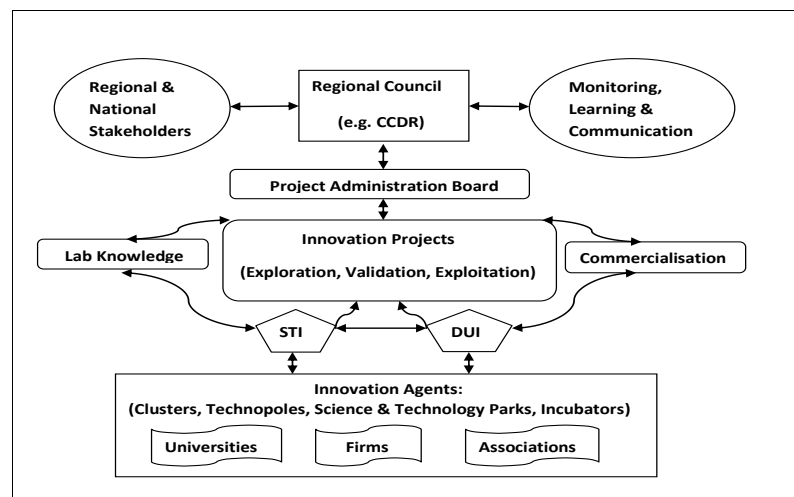 Regional &
National
Stakeholders
Regional Council
(e.g. CCDR)
Monitoring,
Learning &
Communication
Project Administration Board
Innovation Projects
(Exploration, Validation, Exploitation)
Lab Knowledge
Commercialisation
STI
DUI
Innovation Agents:
(Clusters, Technopoles, Science & Technology Parks, Incubators)
Universities
Firms
Associations